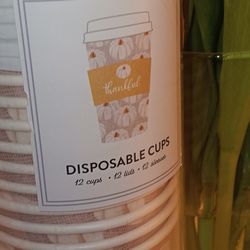 thankful
DISPOSABLE CUPS
12 cups • 12 lids • 12 sleeves